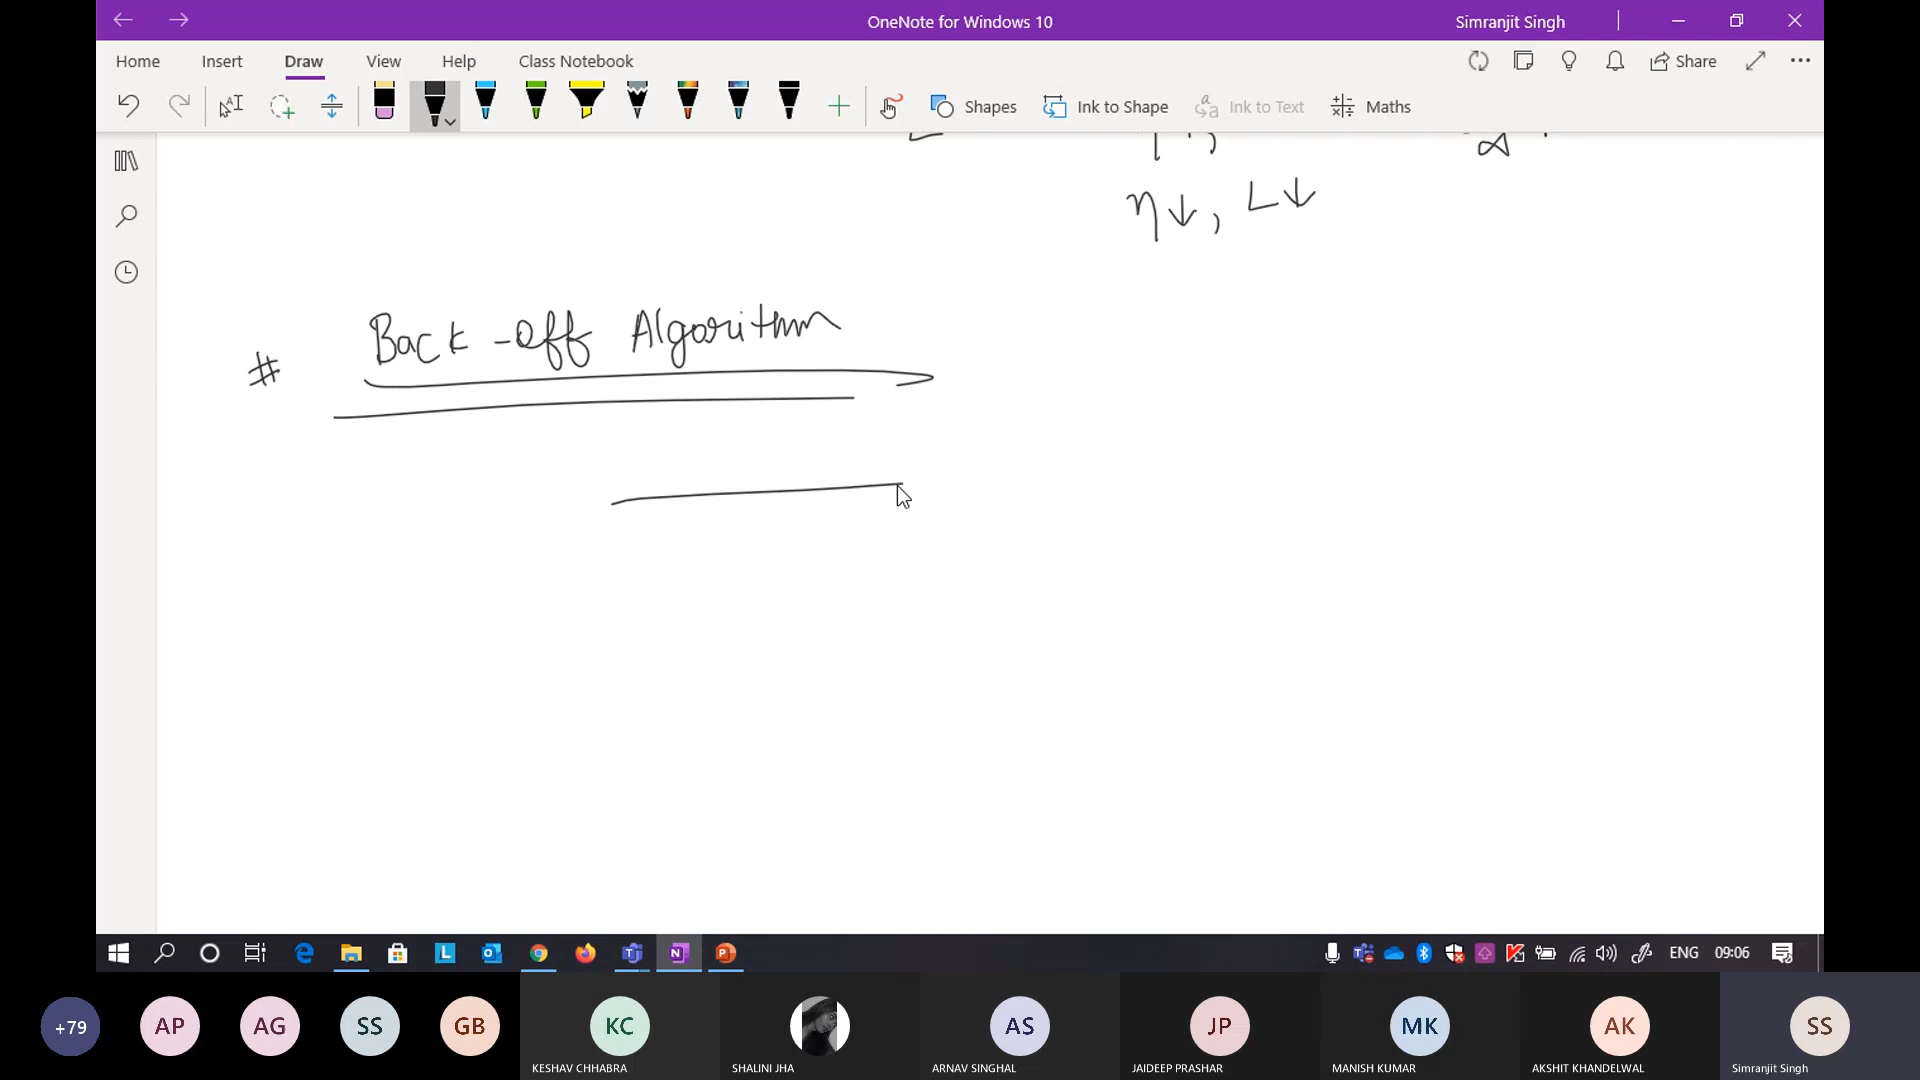 OneNote for Windows 10
Simranjit Singh
Home Insert Draw View Help Class Notebook
Share
Shapes Ink to Shape Ink to Text Maths
η↓, L↓
# Back-off Algorithm
ENG 09:06
+79 AP AG SS GB KC AS JP MK AK SS
KESHAV CHHABRA SHALINI JHA ARNAV SINGHAL JAIDEEP PRASHAR MANISH KUMAR AKSHIT KHANDELWAL Simranjit Singh